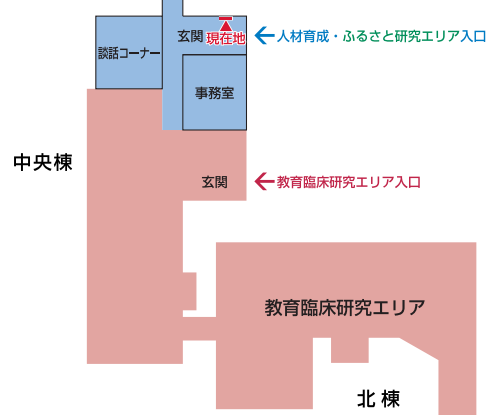 玄関
現在地
人材育成・ふるさと研究エリア入口
談話コーナー
事務室
中央棟
玄関
教育臨床研究エリア入口
教育臨床研究エリア
北棟